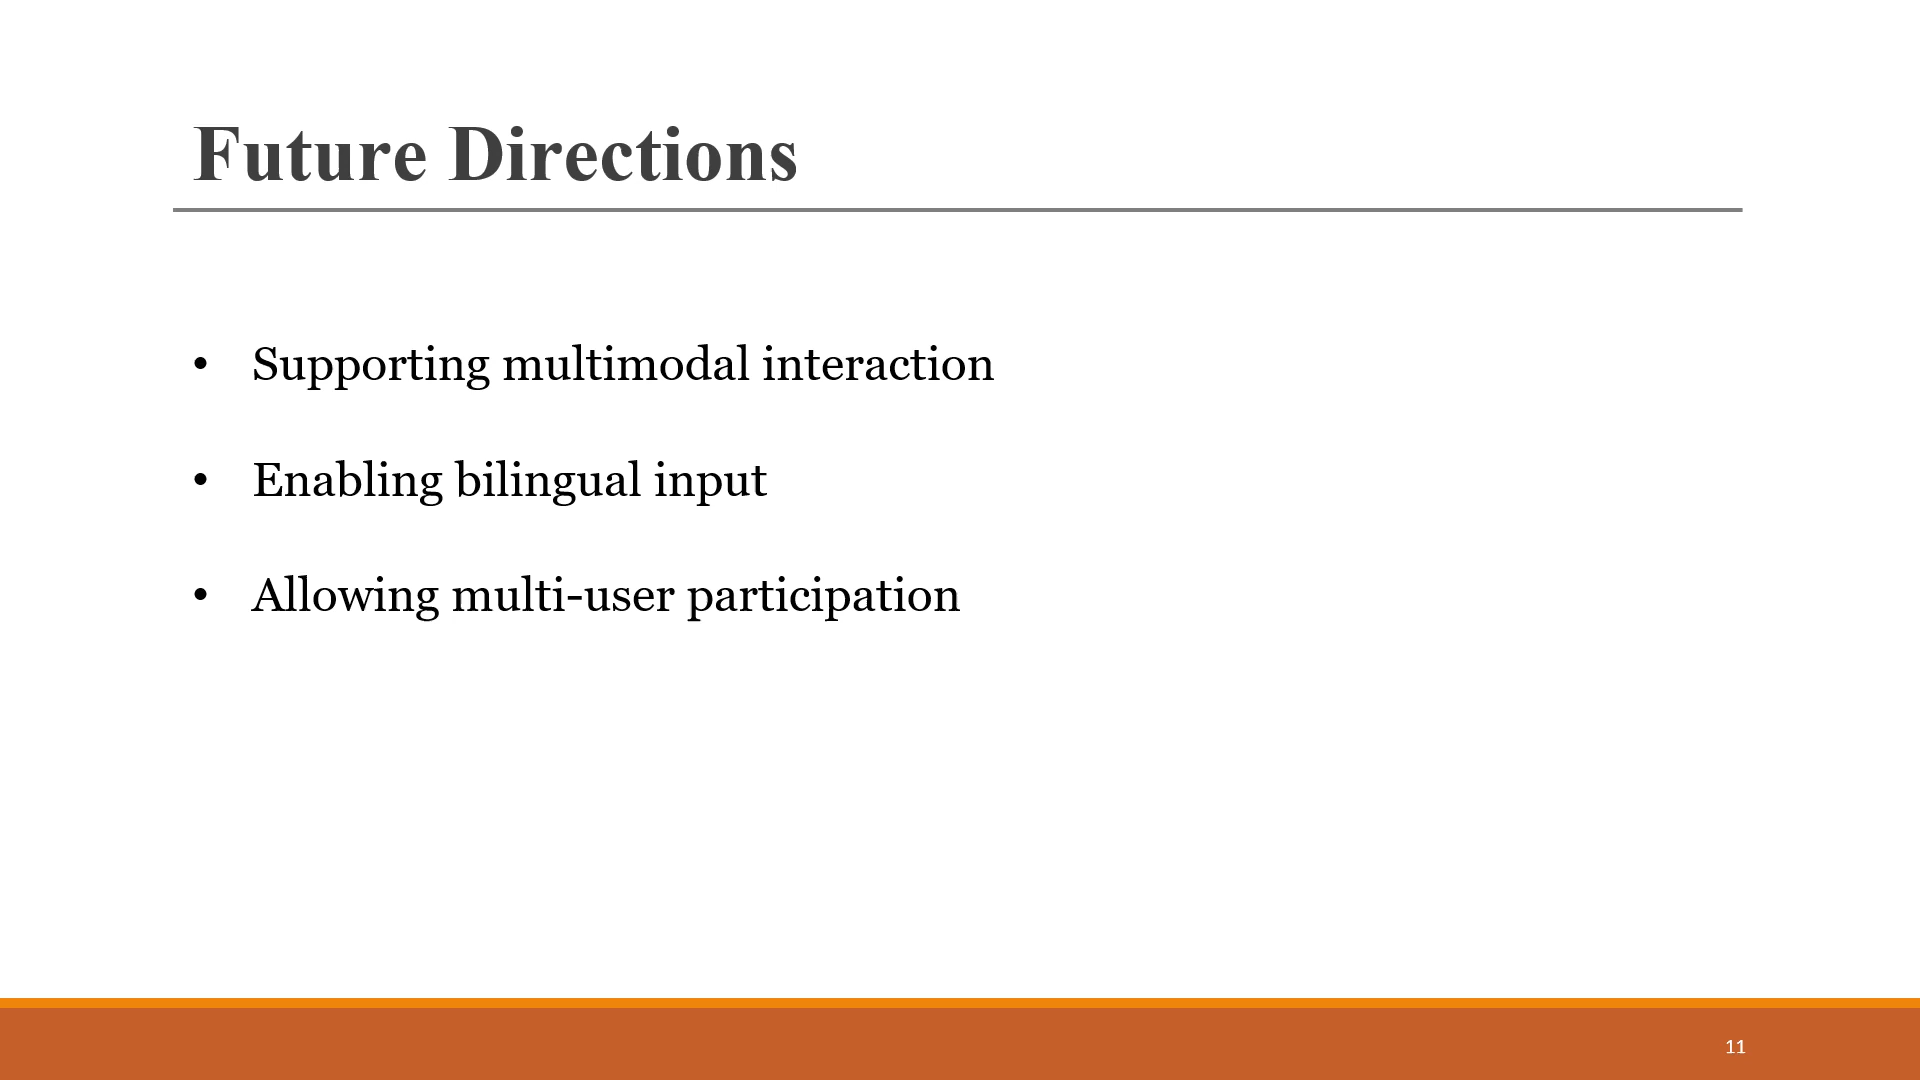 Future Directions
• Supporting multimodal interaction
• Enabling bilingual input
• Allowing multi-user participation
11